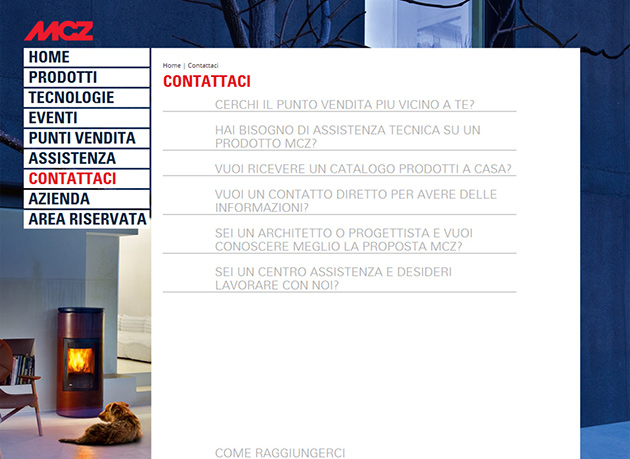 MCZ
HOME
PRODOTTI
TECNOLOGIE
EVENTI
PUNTI VENDITA
ASSISTENZA
CONTATTACI
AZIENDA
AREA RISERVATA
Home | Contattaci
CONTATTACI
CERCHI IL PUNTO VENDITA PIU VICINO A TE?
HAI BISOGNO DI ASSISTENZA TECNICA SU UN
PRODOTTO MCZ?
VUOI RICEVERE UN CATALOGO PRODOTTI A CASA?
VUOI UN CONTATTO DIRETTO PER AVERE DELLE
INFORMAZIONI?
SEI UN ARCHITETTO O PROGETTISTA E VUOI
CONOSCERE MEGLIO LA PROPOSTA MCZ?
SEI UN CENTRO ASSISTENZA E DESIDERI
LAVORARE CON NOI?
COME RAGGIUNGERCI